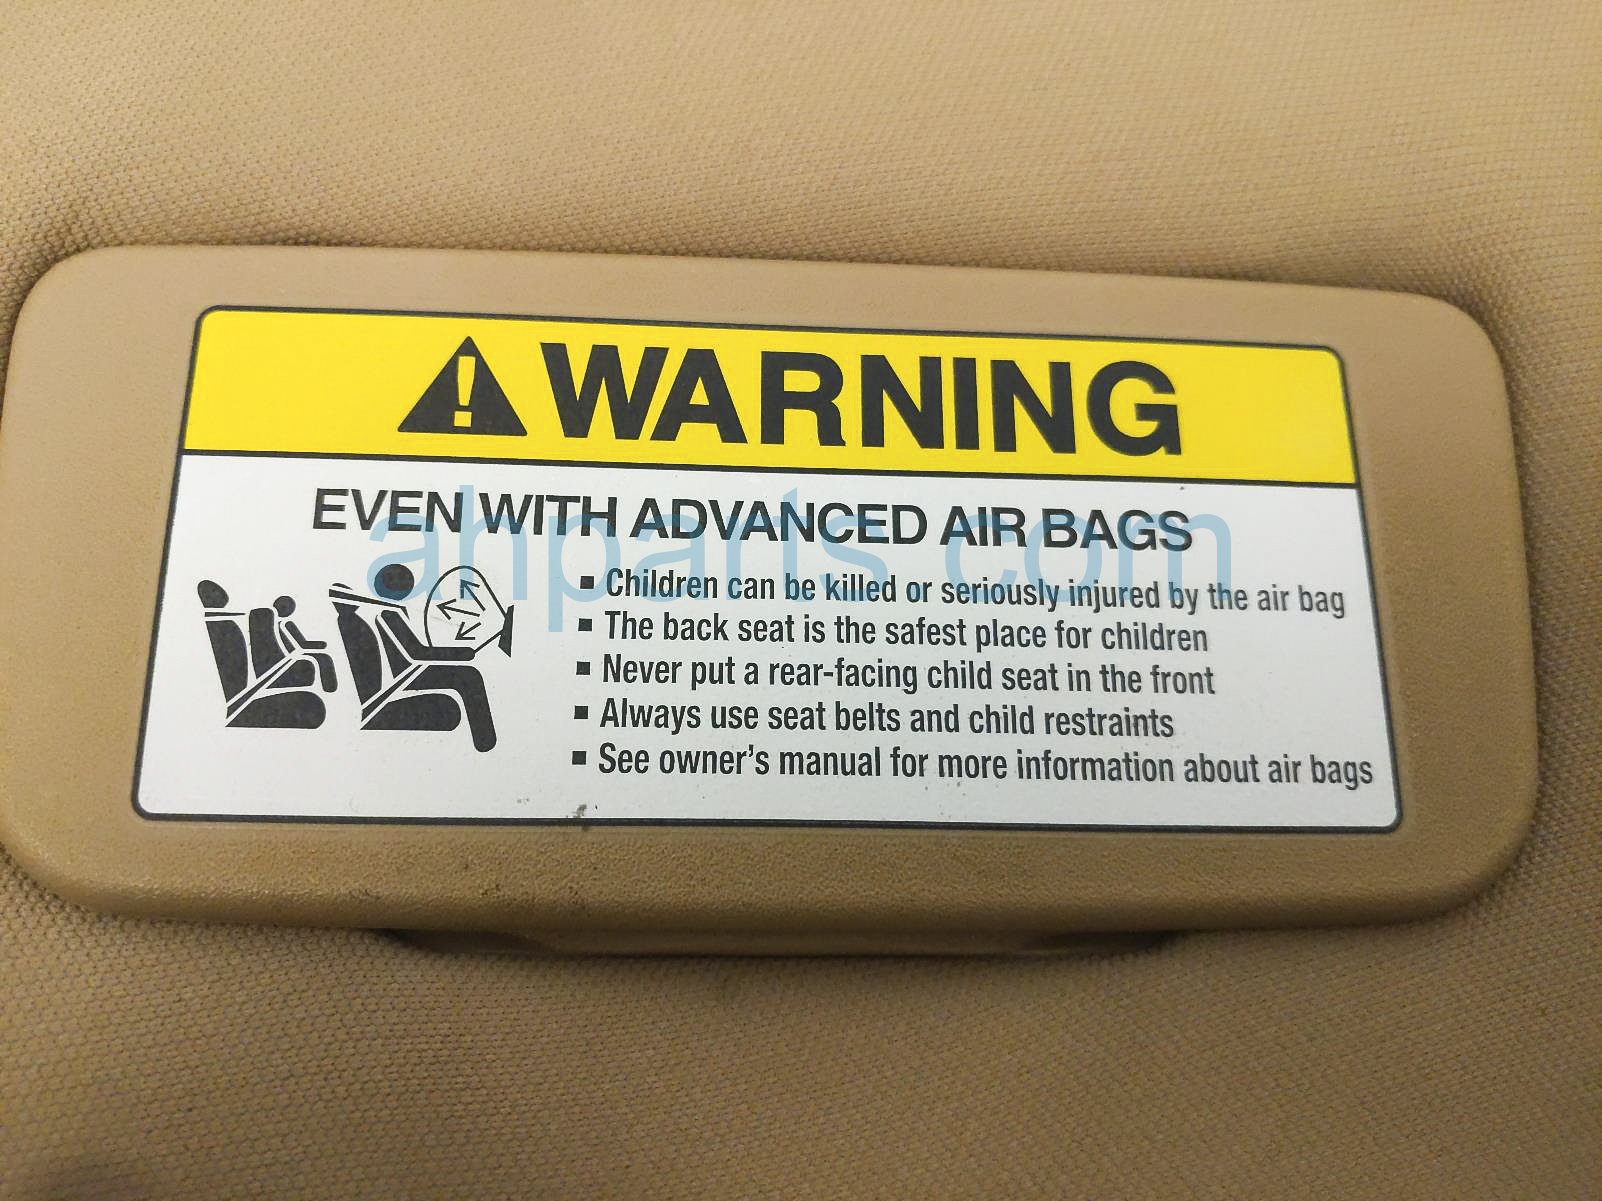 WARNING
EVEN WITH ADVANCED AIR BAGS
▪ Children can be killed or seriously injured by the air bag
▪ The back seat is the safest place for children
▪ Never put a rear-facing child seat in the front
▪ Always use seat belts and child restraints
▪ See owner's manual for more information about air bags
ahparts.com